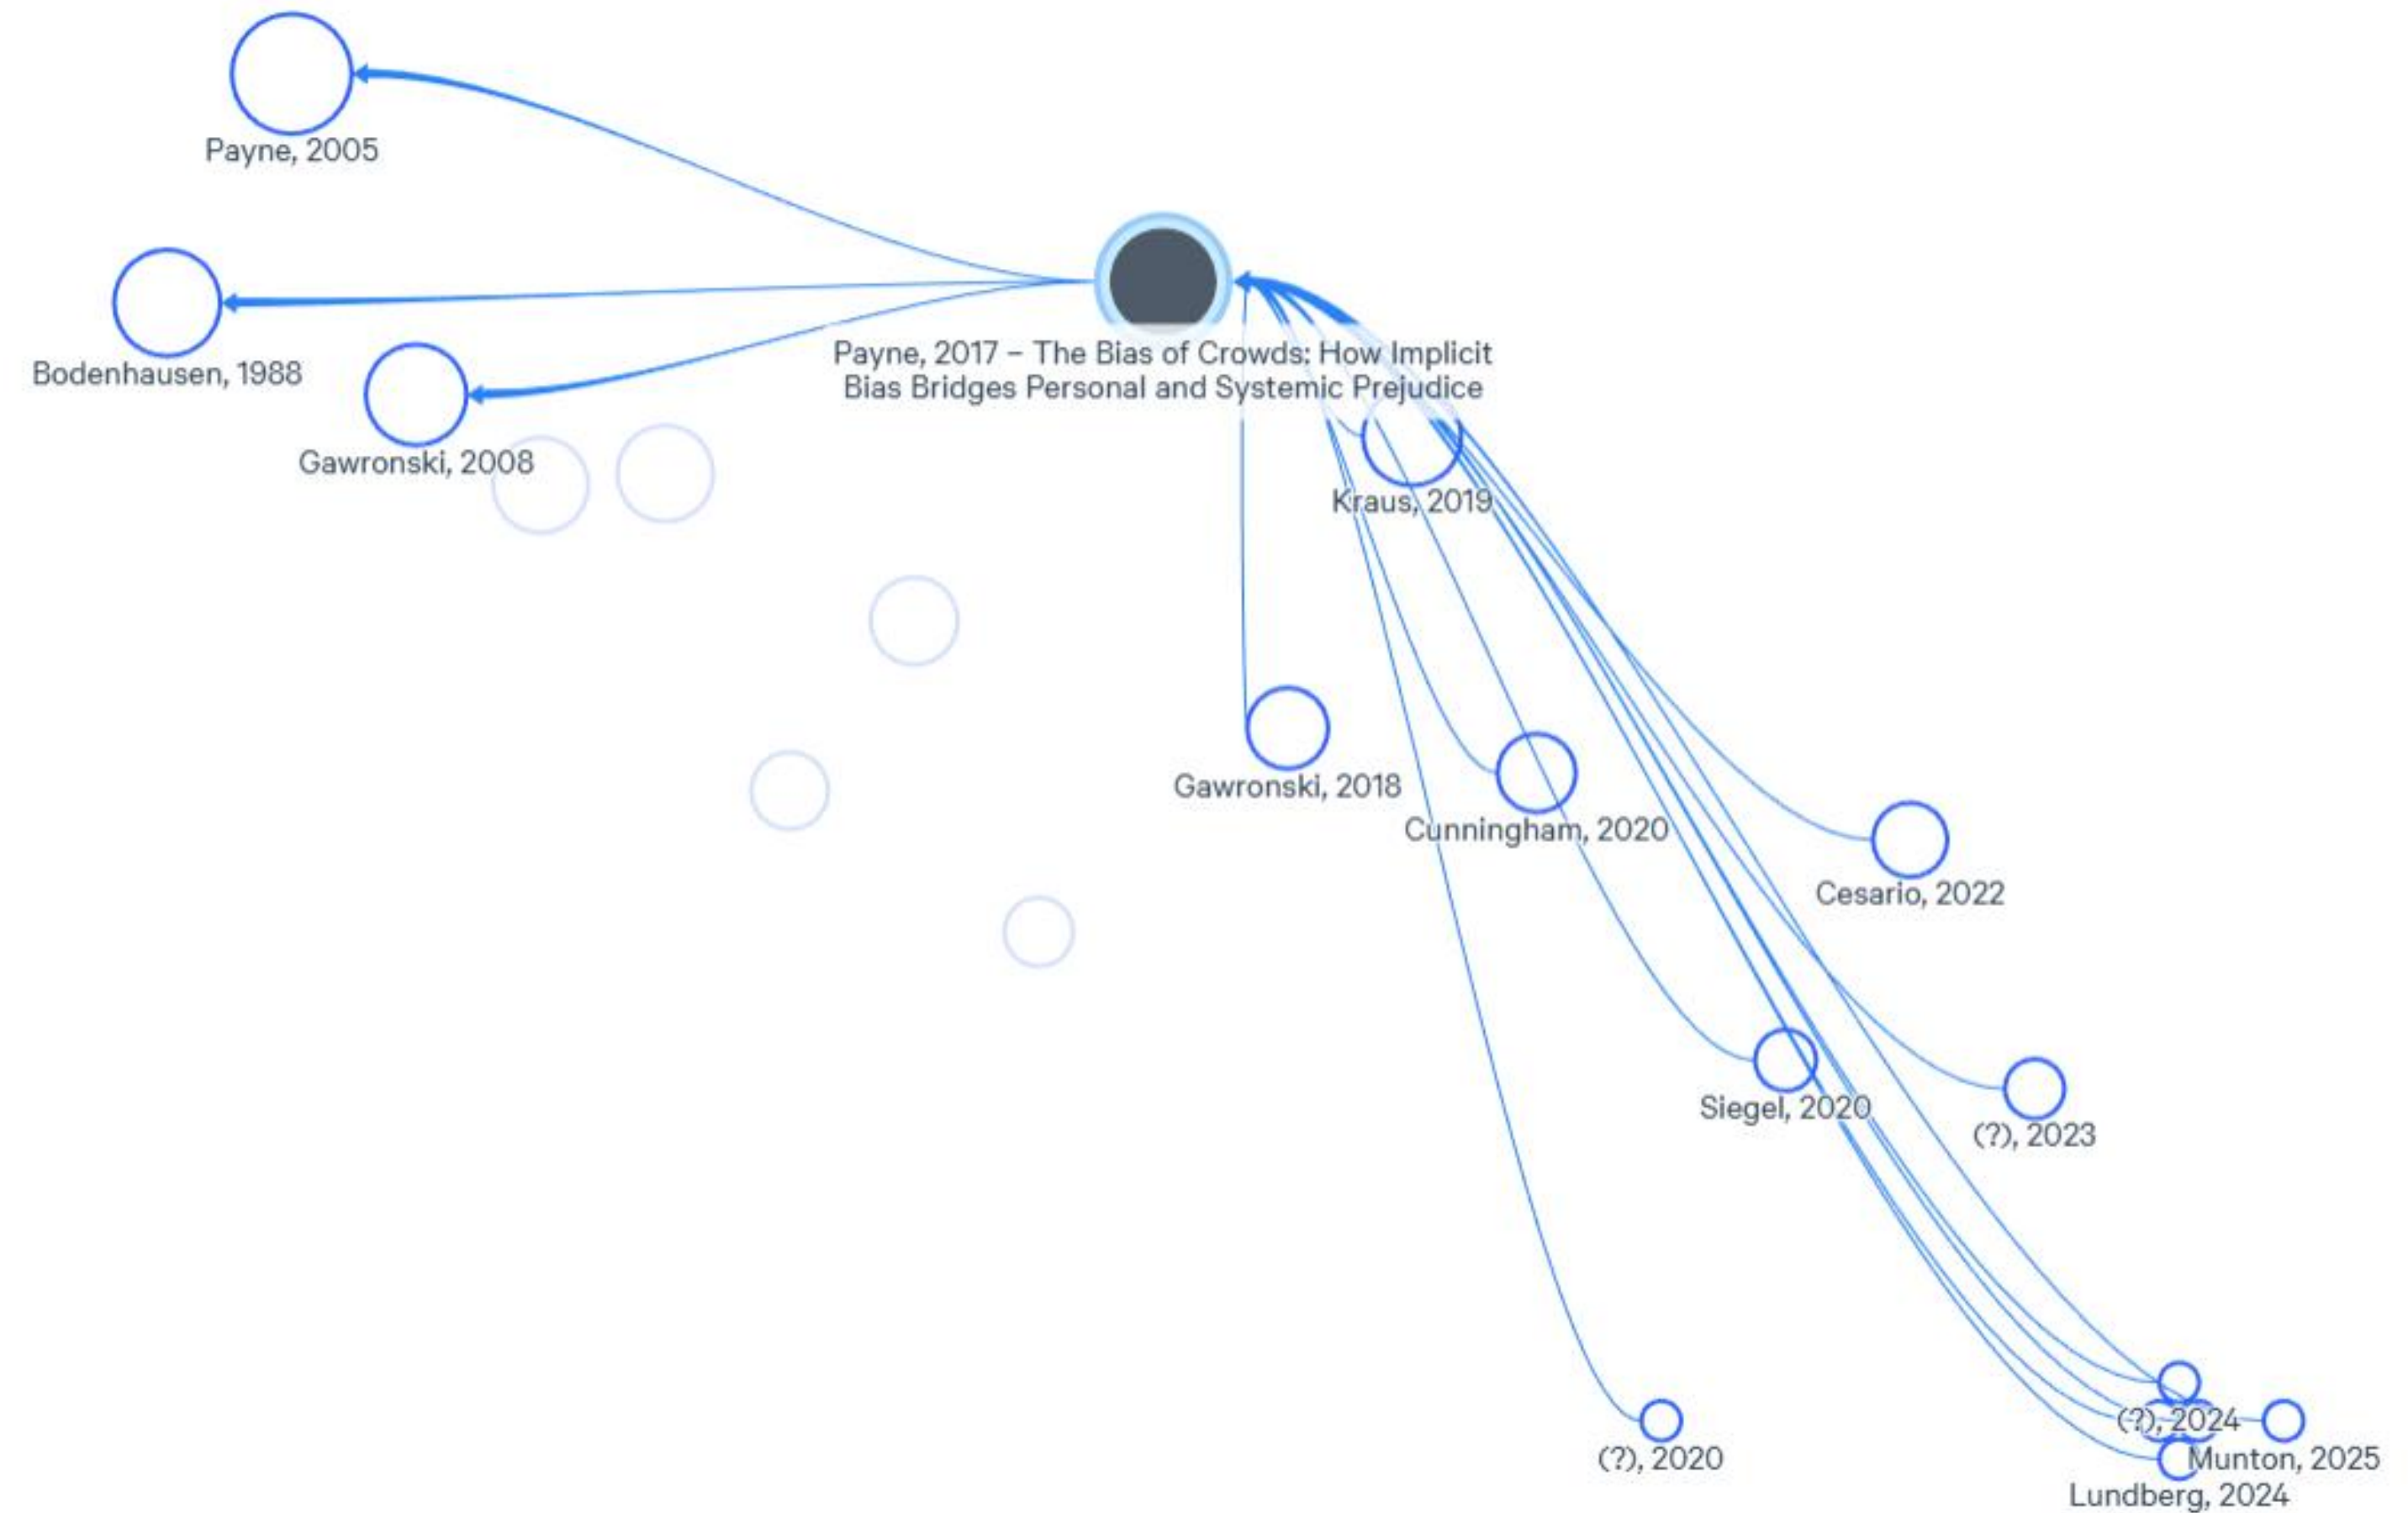 Payne, 2005
Payne, 2017 – The Bias of Crowds: How Implicit
Bias Bridges Personal and Systemic Prejudice
Bodenhausen, 1988
Gawronski, 2008
Kraus, 2019
Gawronski, 2018
Cunningham, 2020
Cesario, 2022
Siegel, 2020
(?), 2023
(?), 2024
(?), 2020
Munton, 2025
Lundberg, 2024